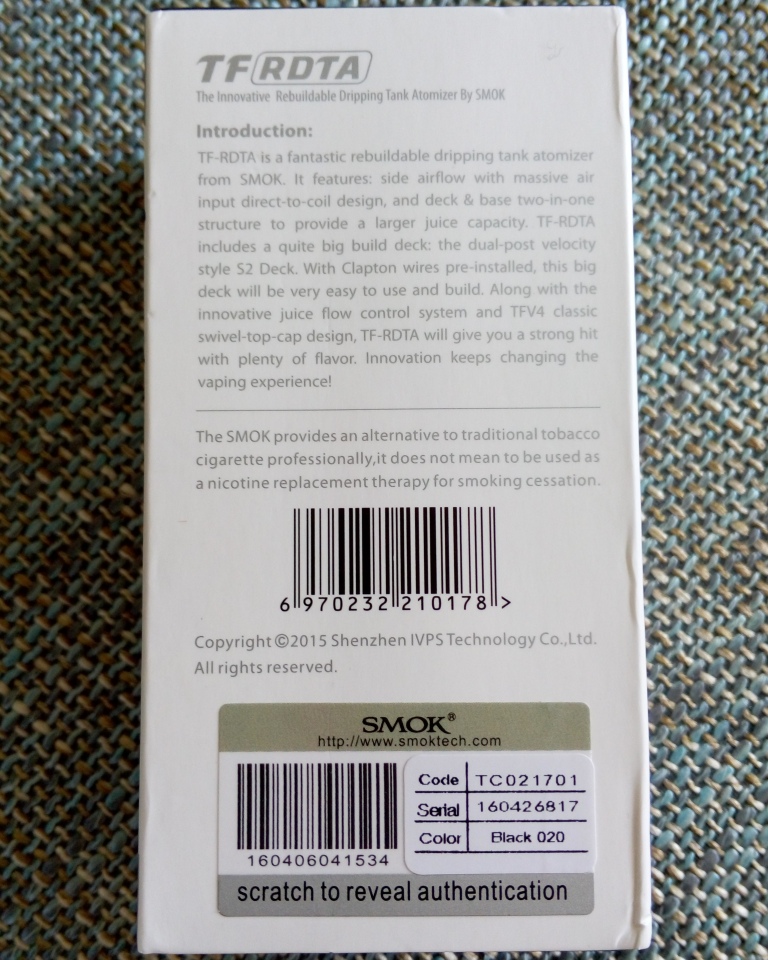 TFRDTA
The Innovative Rebuildable Dripping Tank Atomizer By SMOK
Introduction:
TF-RDTA is a fantastic rebuildable dripping tank atomizer
from SMOK. It features: side airflow with massive air
input direct-to-coil design, and deck & base two-in-one
structure to provide a larger juice capacity. TF-RDTA
includes a quite big build deck: the dual-post velocity
style S2 Deck. With Clapton wires pre-installed, this big
deck will be very easy to use and build. Along with the
innovative juice flow control system and TFV4 classic
swivel-top-cap design, TF-RDTA will give you a strong hit
with plenty of flavor. Innovation keeps changing the
vaping experience!
The SMOK provides an alternative to traditional tobacco
cigarette professionally,it does not mean to be used as
a nicotine replacement therapy for smoking cessation.
6 970232 210178 >
Copyright ©2015 Shenzhen IVPS Technology Co.,Ltd.
All rights reserved.
SMOK®
http://www.smoktech.com
160406041534
Code TC021701
Serial 160426817
Color Black 020
scratch to reveal authentication